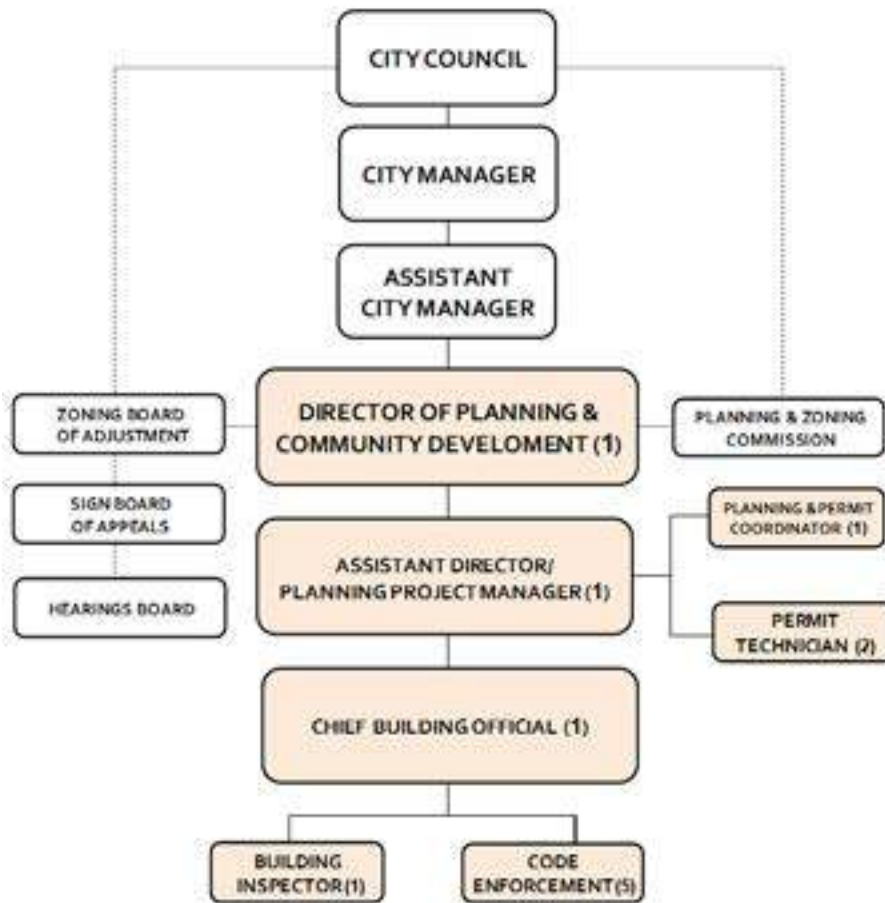 CITY COUNCIL
CITY MANAGER
ASSISTANT
CITY MANAGER
DIRECTOR OF PLANNING &
COMMUNITY DEVELOMENT (1)
ZONING BOARD
OF ADJUSTMENT
PLANNING & ZONING
COMMISSION
SIGN BOARD
OF APPEALS
PLANNING & PERMIT
COORDINATOR (1)
ASSISTANT DIRECTOR/
PLANNING PROJECT MANAGER (1)
HEARINGS BOARD
PERMIT
TECHNICIAN (2)
CHIEF BUILDING OFFICIAL (1)
BUILDING
INSPECTOR (1)
CODE
ENFORCEMENT (5)